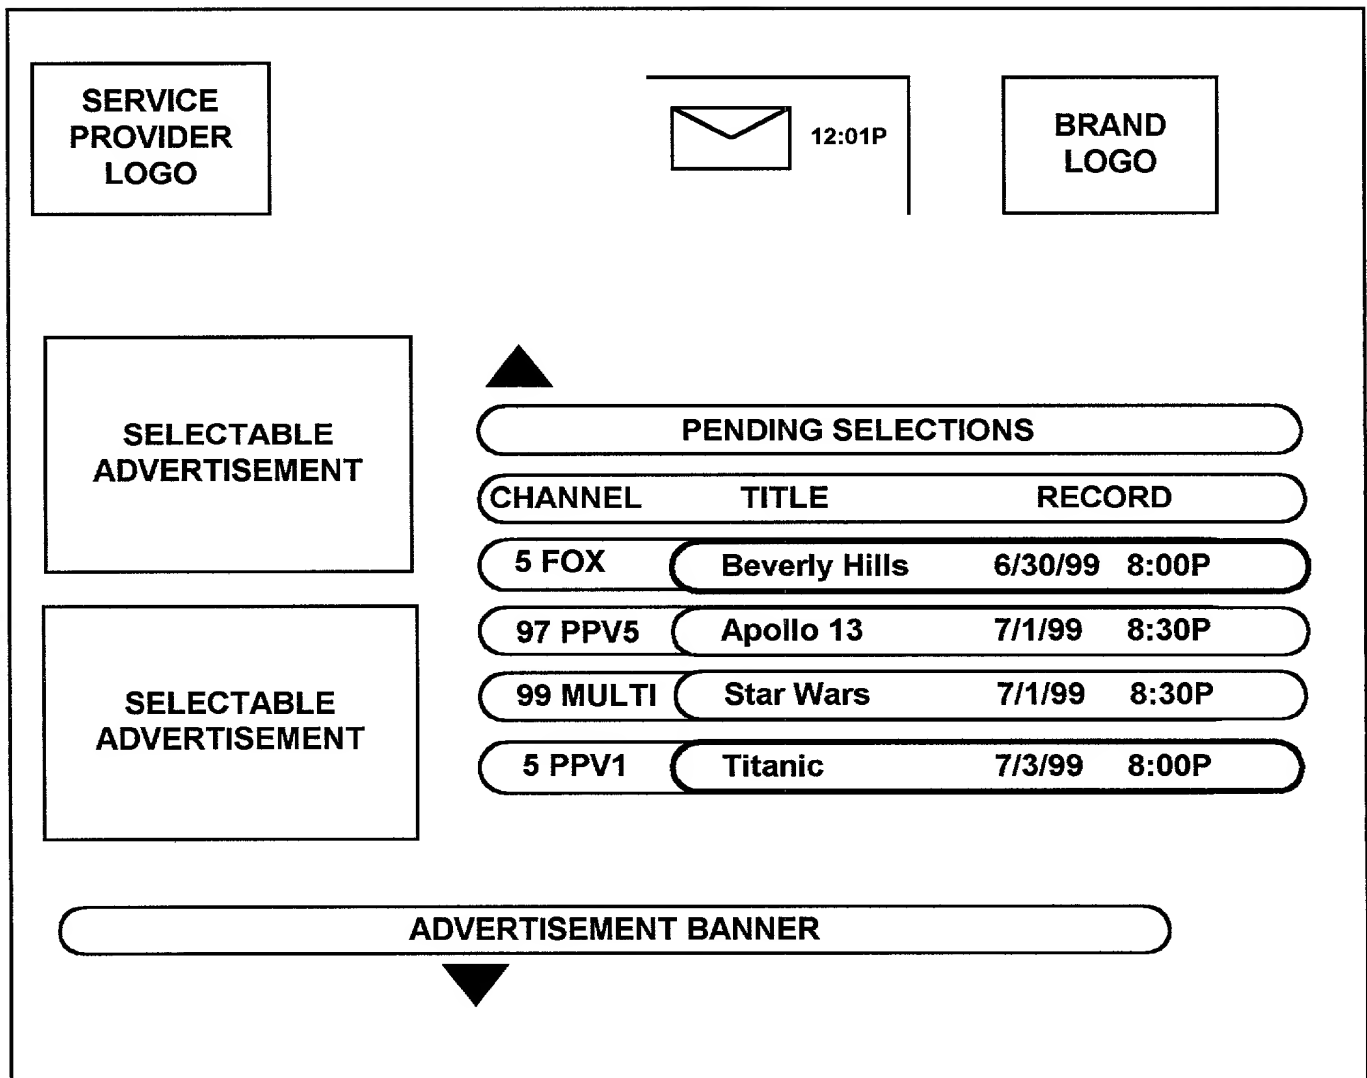 SERVICE
PROVIDER
LOGO
12:01P
BRAND
LOGO
SELECTABLE
ADVERTISEMENT
SELECTABLE
ADVERTISEMENT
PENDING SELECTIONS
CHANNEL TITLE RECORD
5 FOX Beverly Hills 6/30/99 8:00P
97 PPV5 Apollo 13 7/1/99 8:30P
99 MULTI Star Wars 7/1/99 8:30P
5 PPV1 Titanic 7/3/99 8:00P
ADVERTISEMENT BANNER